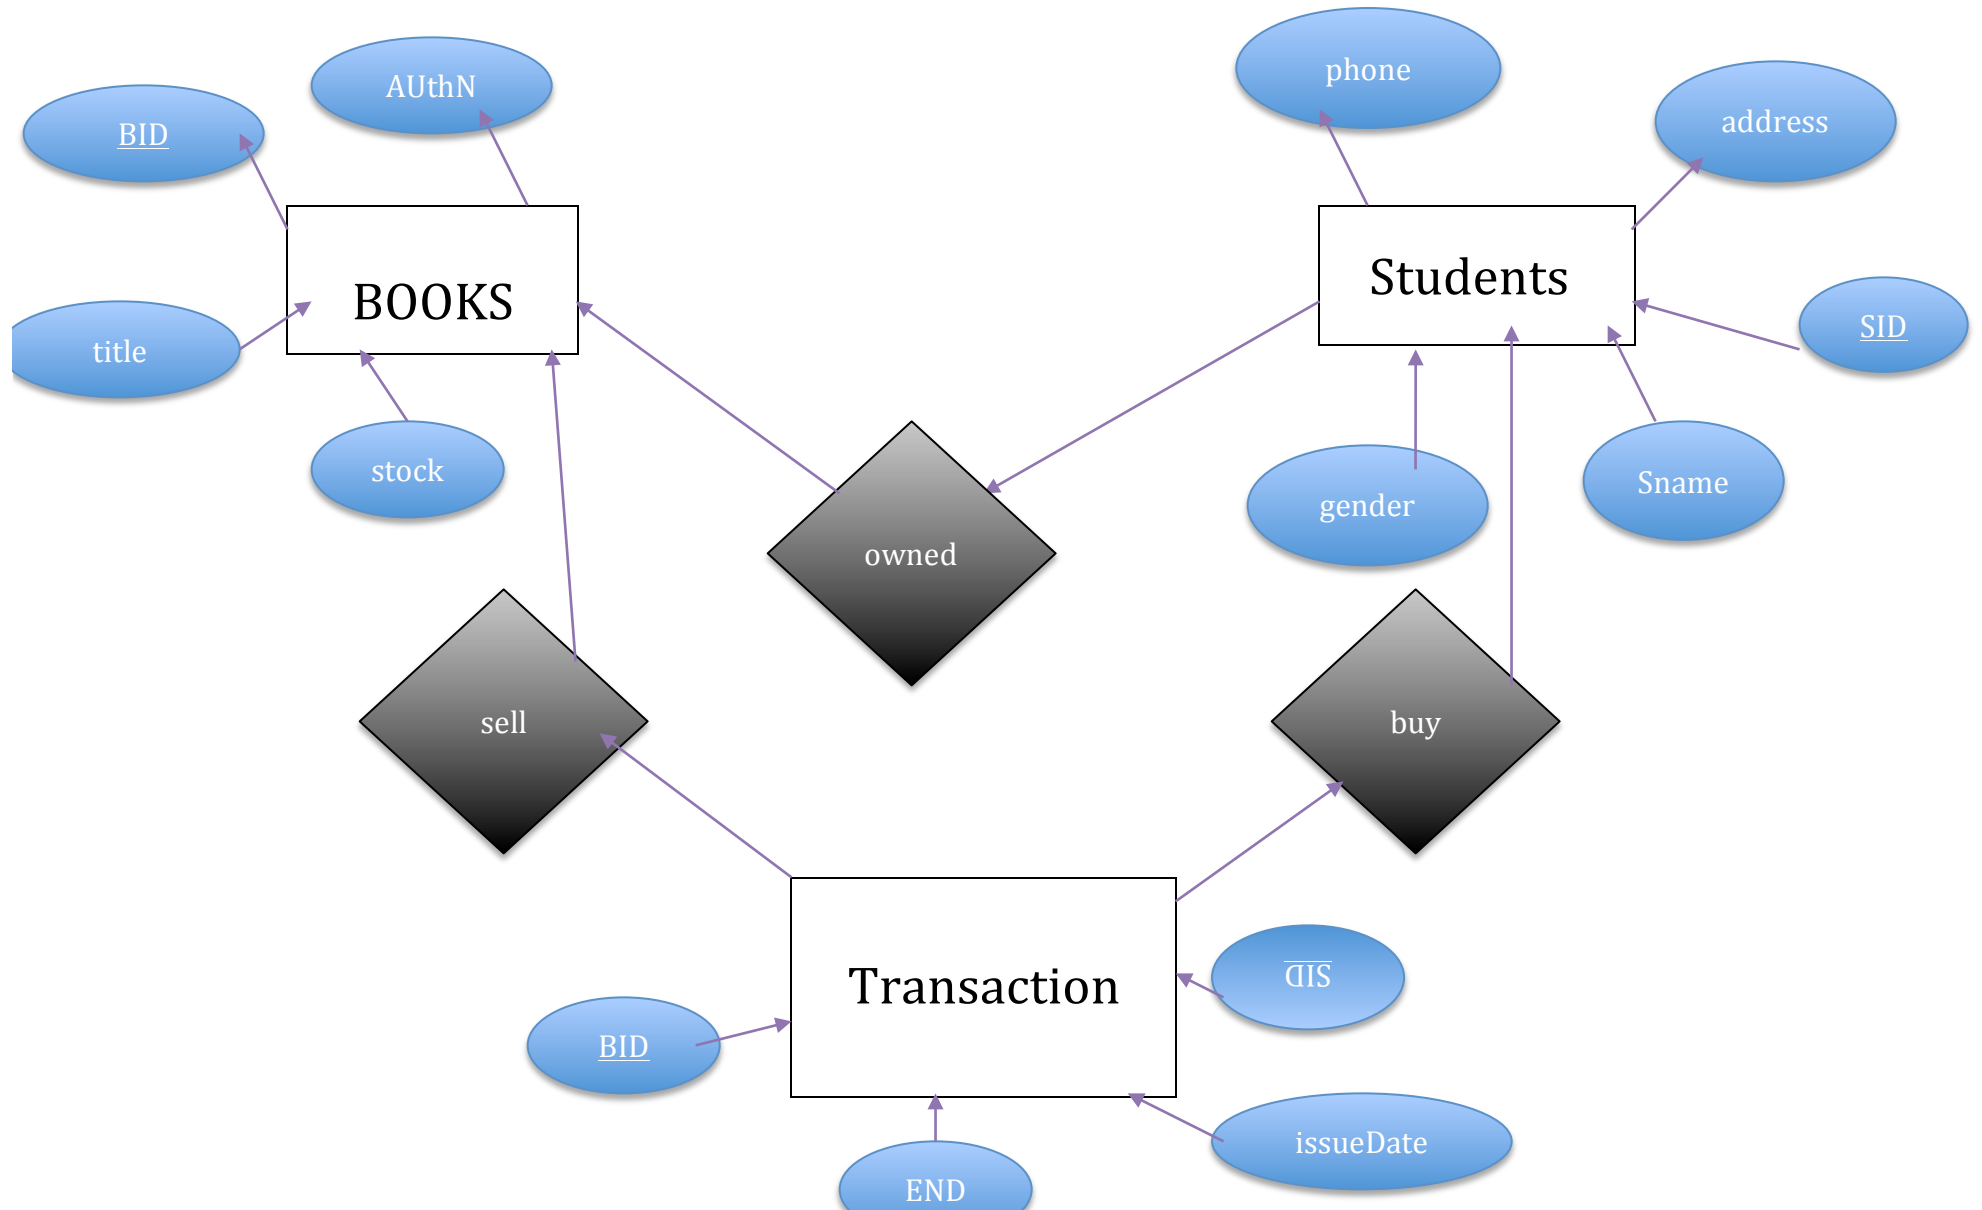 phone
AUthN
address
BID
Students
BOOKS
SID
title
stock
Sname
gender
owned
sell
buy
SID
Transaction
BID
issueDate
END